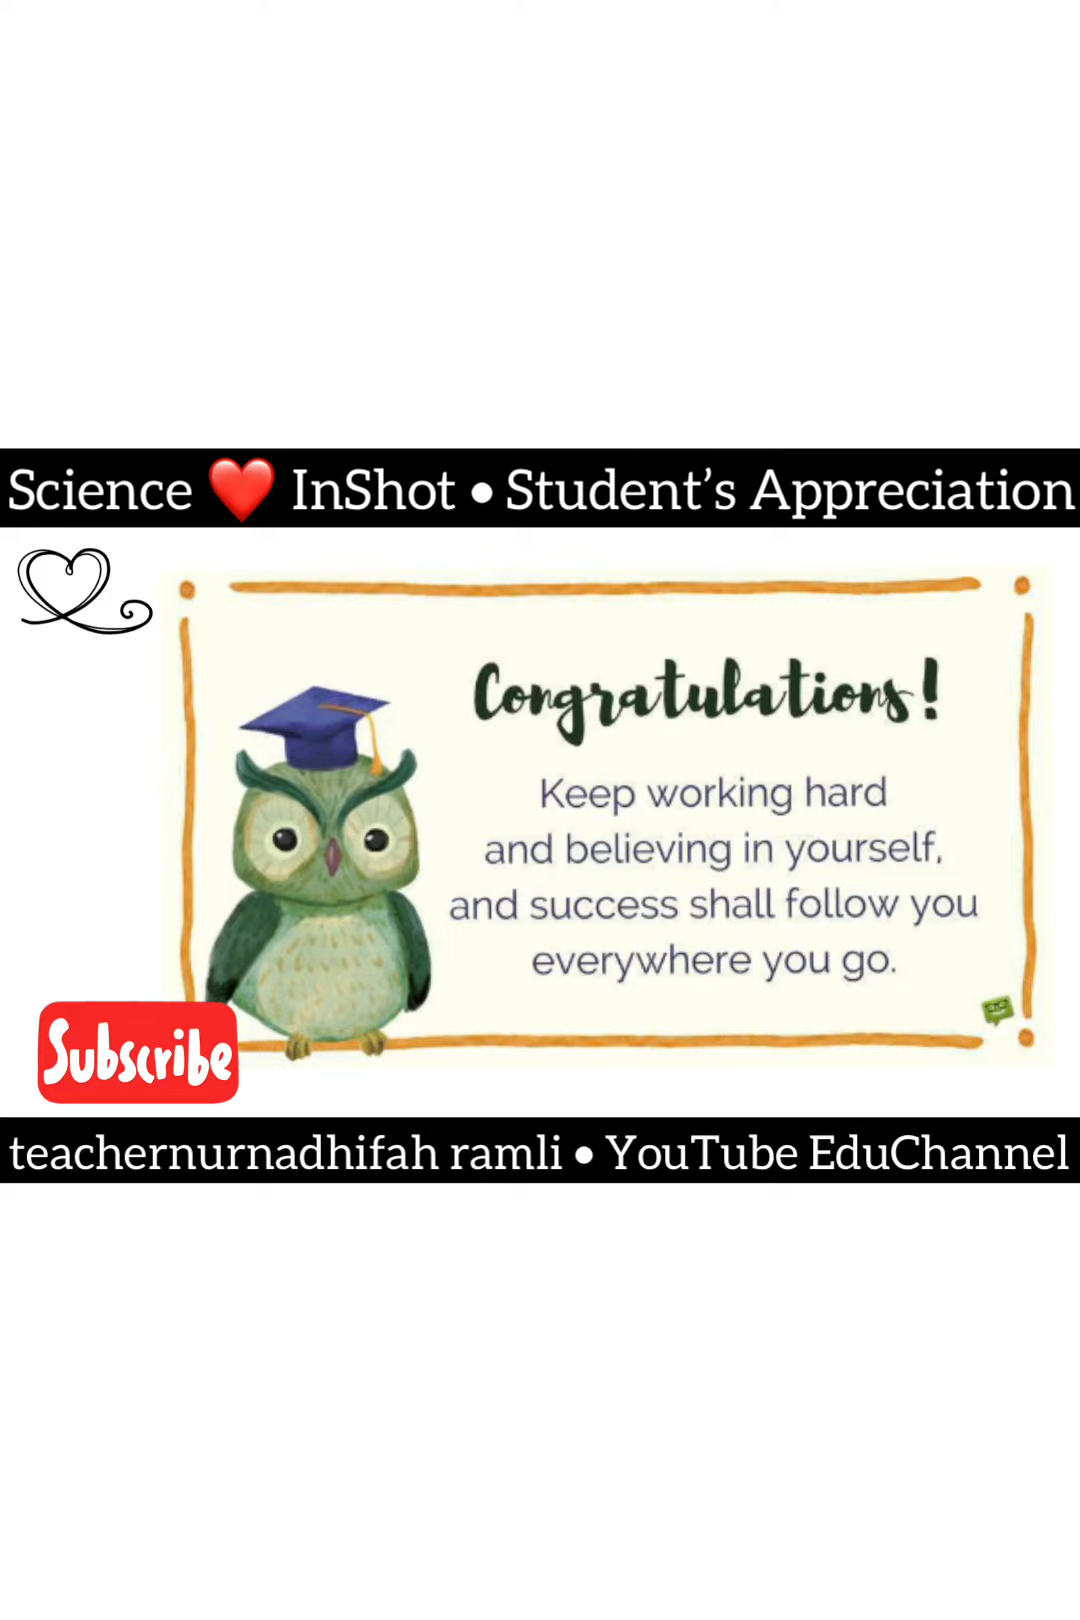 Science ❤️ InShot • Student’s Appreciation
Congratulations!
Keep working hard
and believing in yourself,
and success shall follow you
everywhere you go.
Subscribe
teachernurnadhifah ramli • YouTube EduChannel